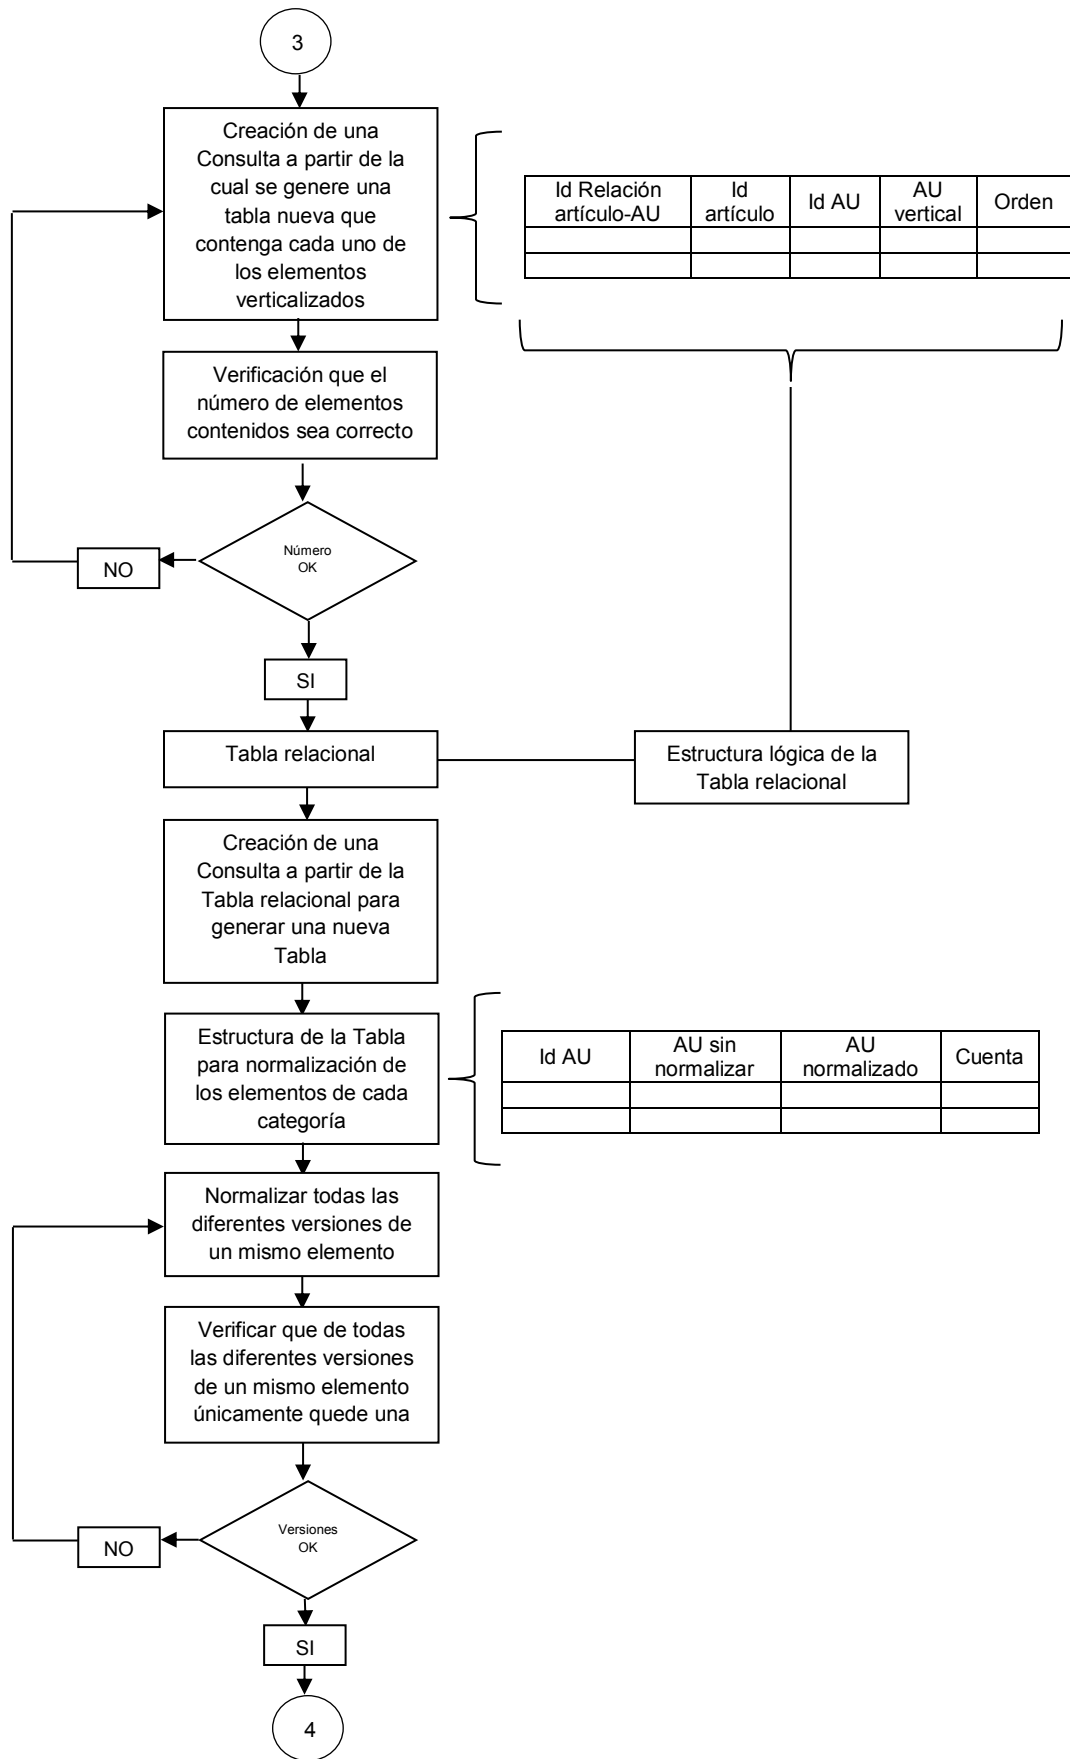 3
Creación de una
Consulta a partir de la
cual se genere una
tabla nueva que
contenga cada uno de
los elementos
verticalizados
Id Relación
artículo-AU
Id
artículo
Id AU
AU
vertical
Orden
Verificación que el
número de elementos
contenidos sea correcto
Número
OK
NO
SI
Tabla relacional
Estructura lógica de la
Tabla relacional
Creación de una
Consulta a partir de la
Tabla relacional para
generar una nueva
Tabla
Estructura de la Tabla
para normalización de
los elementos de cada
categoría
Id AU
AU sin
normalizar
AU
normalizado
Cuenta
Normalizar todas las
diferentes versiones de
un mismo elemento
Verificar que de todas
las diferentes versiones
de un mismo elemento
únicamente quede una
Versiones
OK
NO
SI
4